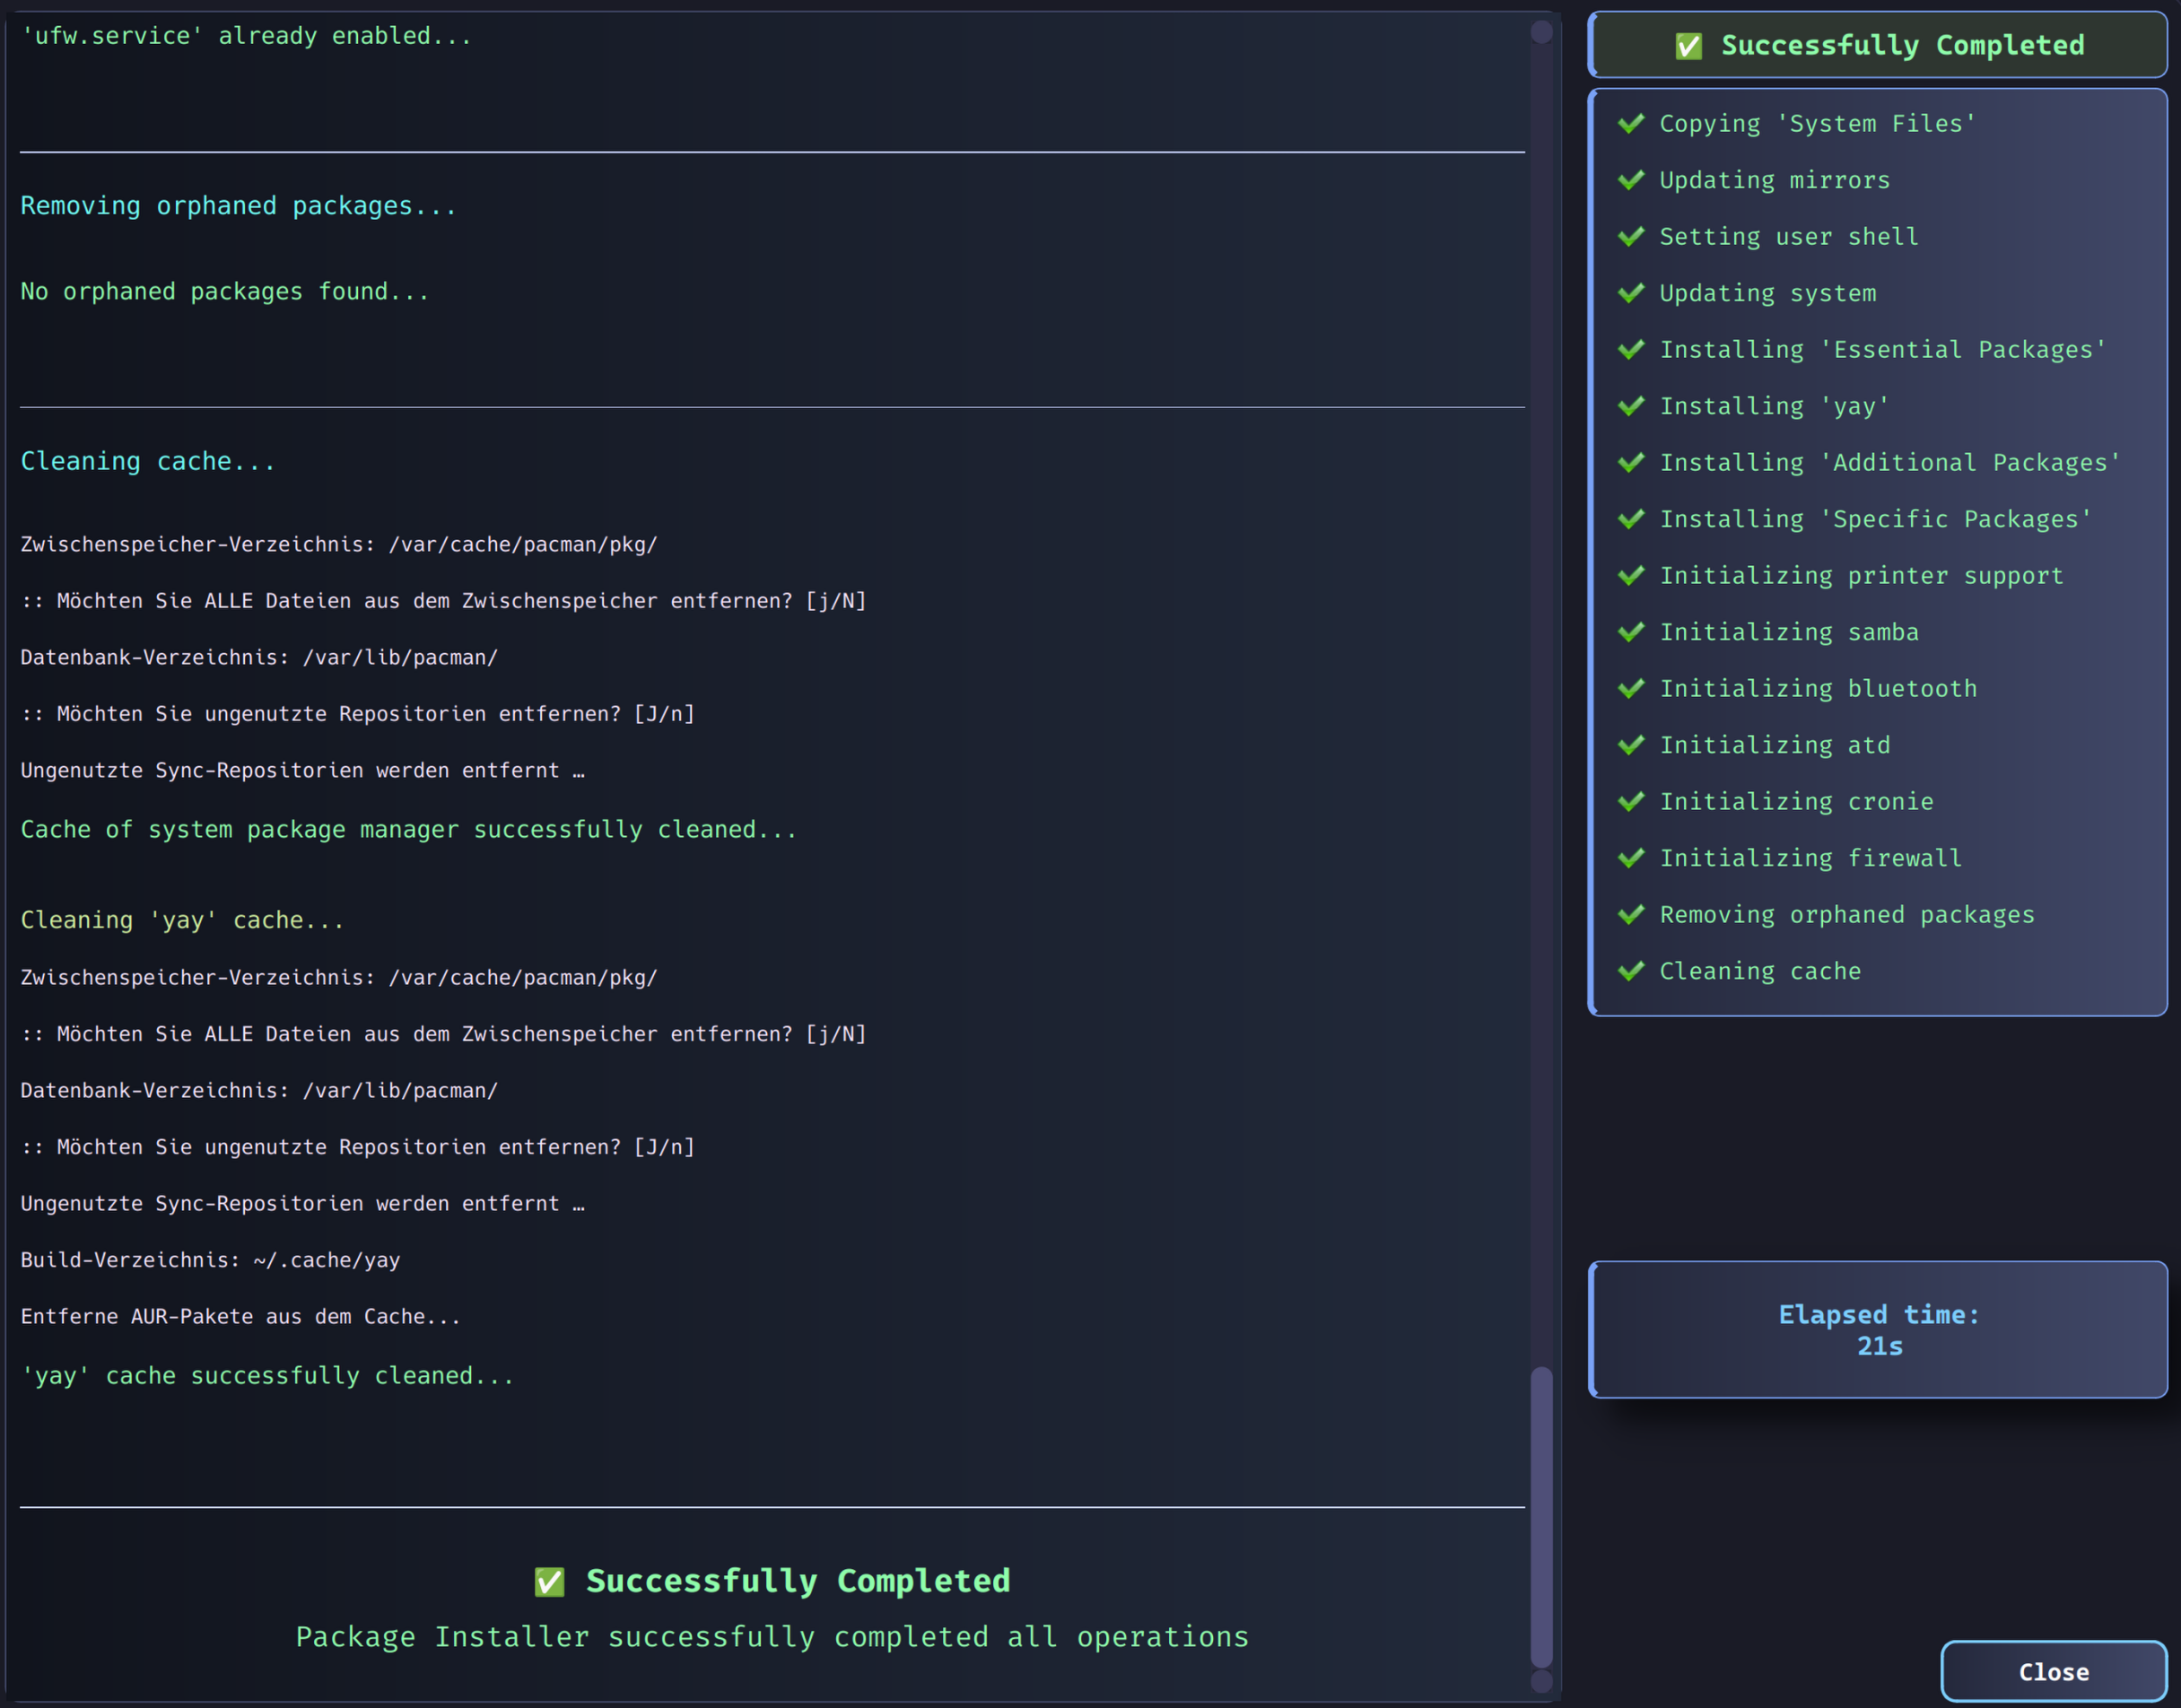 'ufw.service' already enabled...
Removing orphaned packages...
No orphaned packages found...
Cleaning cache...
Zwischenspeicher-Verzeichnis: /var/cache/pacman/pkg/
:: Möchten Sie ALLE Dateien aus dem Zwischenspeicher entfernen? [j/N]
Datenbank-Verzeichnis: /var/lib/pacman/
:: Möchten Sie ungenutzte Repositorien entfernen? [J/n]
Ungenutzte Sync-Repositorien werden entfernt …
Cache of system package manager successfully cleaned...
Cleaning 'yay' cache...
Zwischenspeicher-Verzeichnis: /var/cache/pacman/pkg/
:: Möchten Sie ALLE Dateien aus dem Zwischenspeicher entfernen? [j/N]
Datenbank-Verzeichnis: /var/lib/pacman/
:: Möchten Sie ungenutzte Repositorien entfernen? [J/n]
Ungenutzte Sync-Repositorien werden entfernt …
Build-Verzeichnis: ~/.cache/yay
Entferne AUR-Pakete aus dem Cache...
'yay' cache successfully cleaned...
✅ Successfully Completed
Package Installer successfully completed all operations
✅ Successfully Completed
✔ Copying 'System Files'
✔ Updating mirrors
✔ Setting user shell
✔ Updating system
✔ Installing 'Essential Packages'
✔ Installing 'yay'
✔ Installing 'Additional Packages'
✔ Installing 'Specific Packages'
✔ Initializing printer support
✔ Initializing samba
✔ Initializing bluetooth
✔ Initializing atd
✔ Initializing cronie
✔ Initializing firewall
✔ Removing orphaned packages
✔ Cleaning cache
Elapsed time:
21s
Close